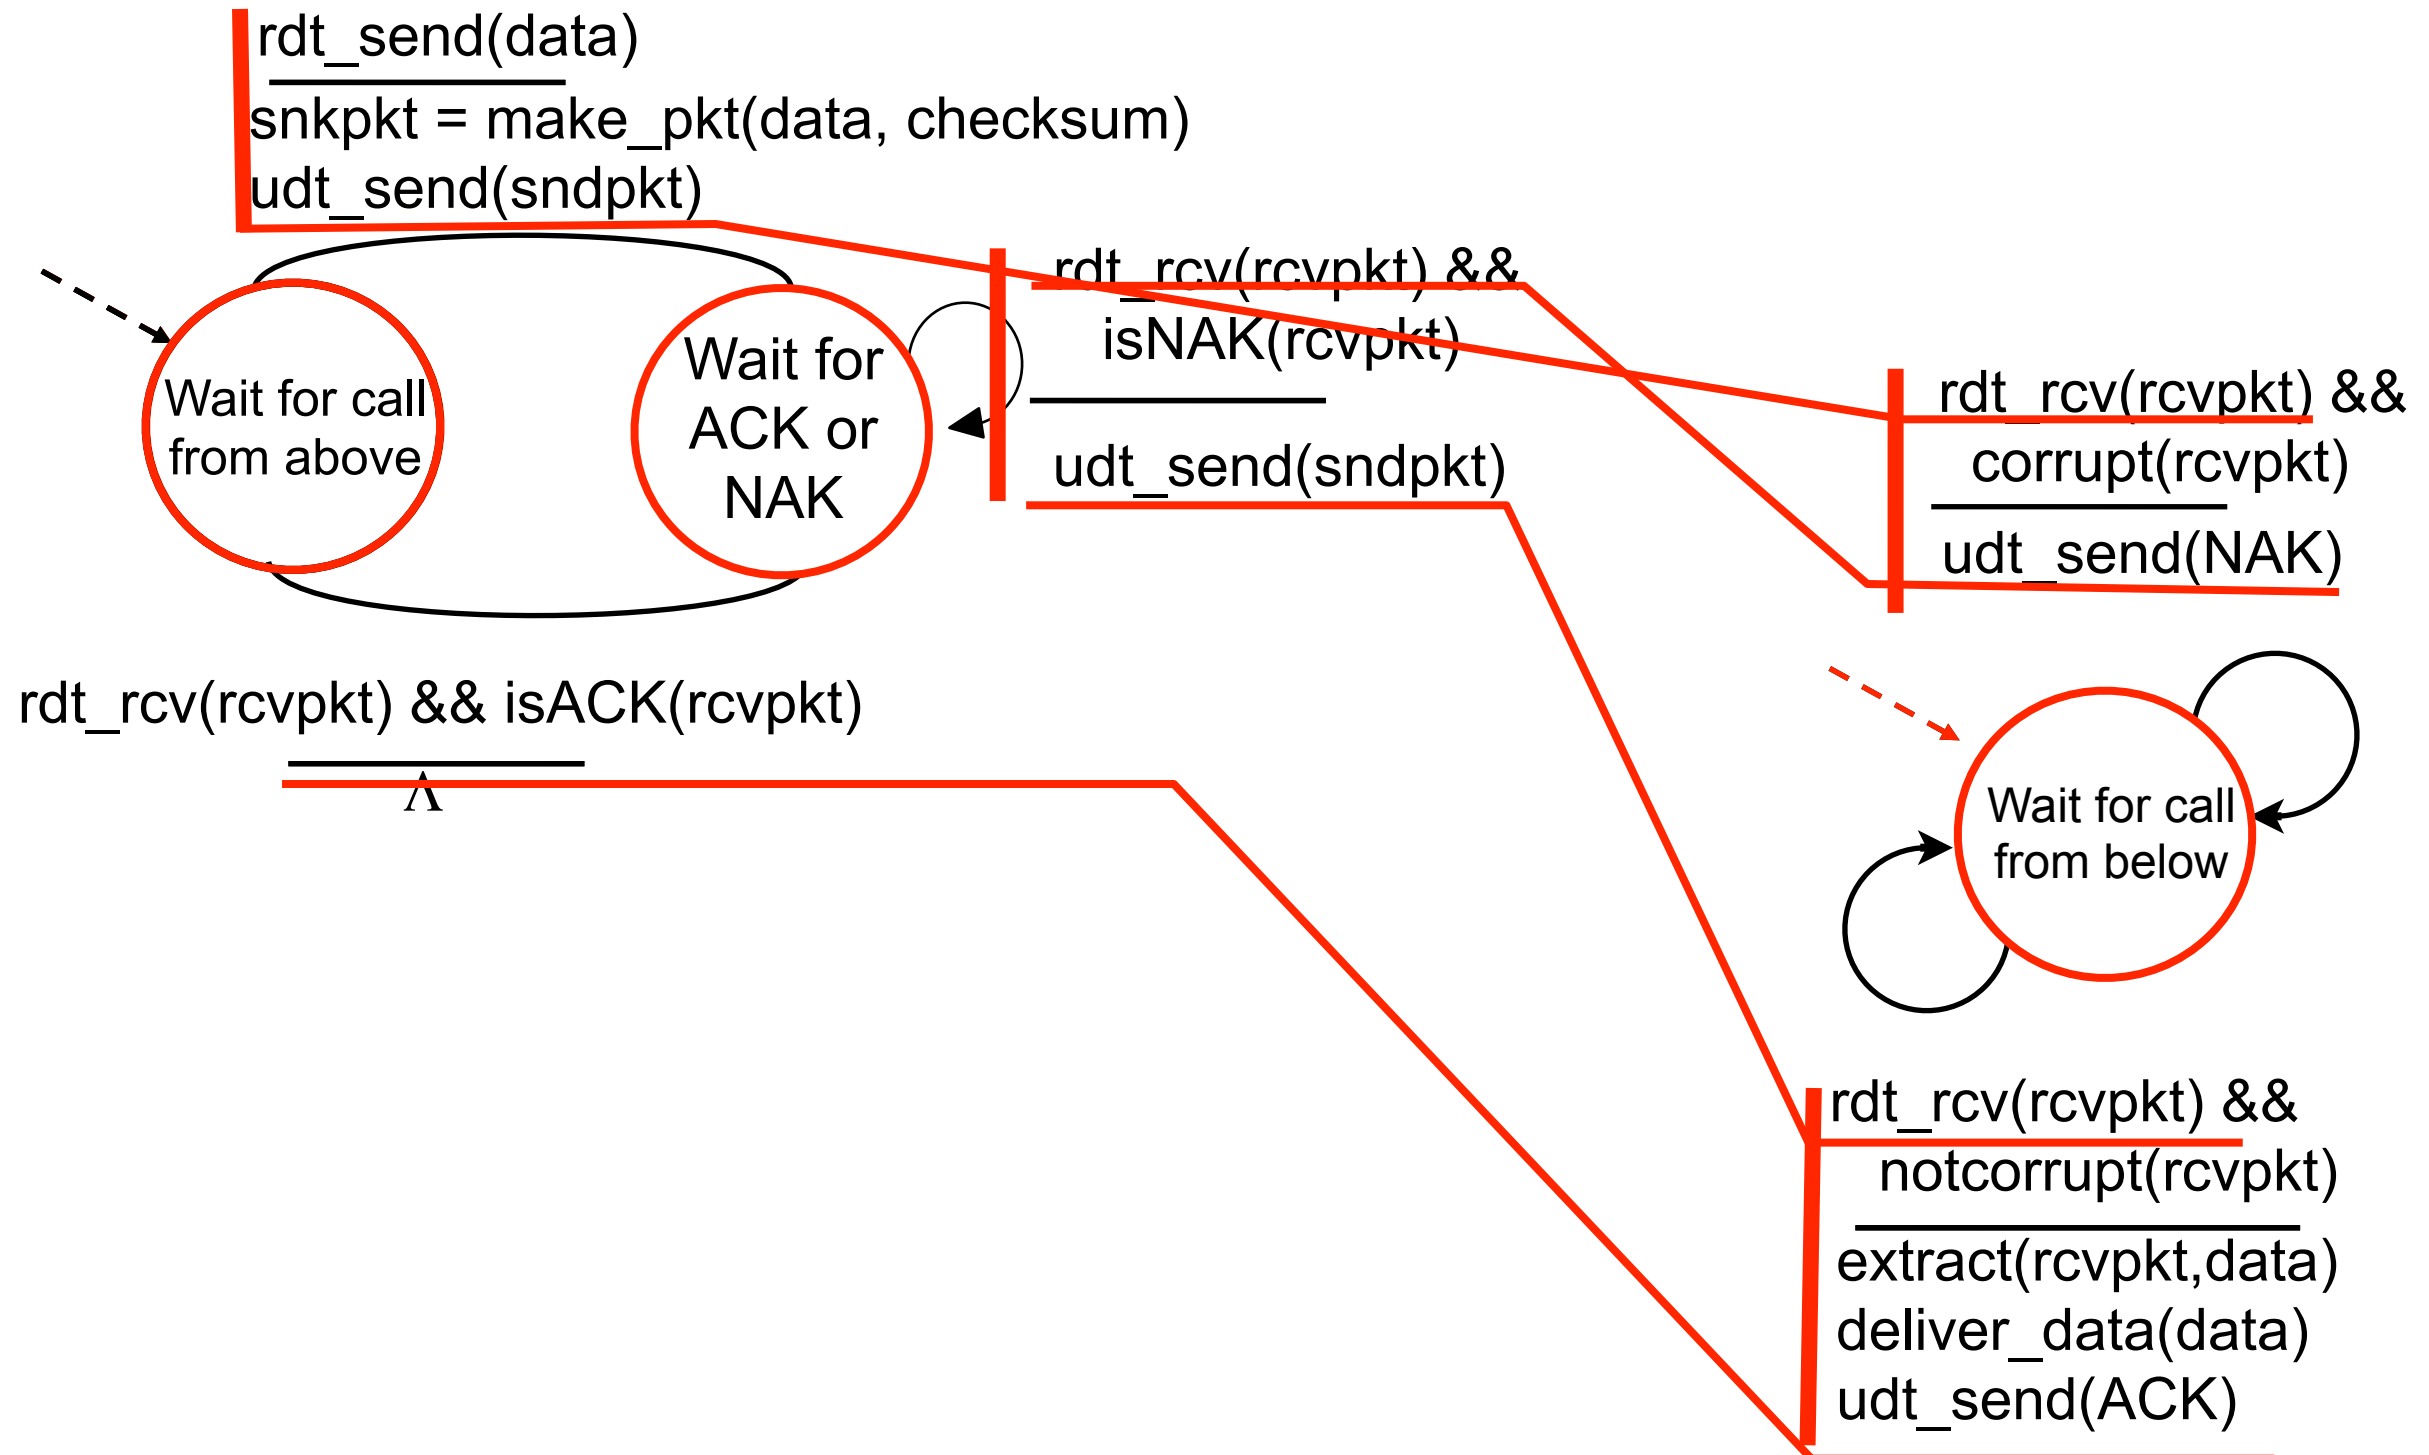 rdt_send(data)
snkpkt = make_pkt(data, checksum)
udt_send(sndpkt)
Wait for call
from above
Wait for
ACK or
NAK
rdt_rcv(rcvpkt) &&
isNAK(rcvpkt)
udt_send(sndpkt)
rdt_rcv(rcvpkt) &&
corrupt(rcvpkt)
udt_send(NAK)
rdt_rcv(rcvpkt) && isACK(rcvpkt)
Λ
Wait for call
from below
rdt_rcv(rcvpkt) &&
notcorrupt(rcvpkt)
extract(rcvpkt,data)
deliver_data(data)
udt_send(ACK)